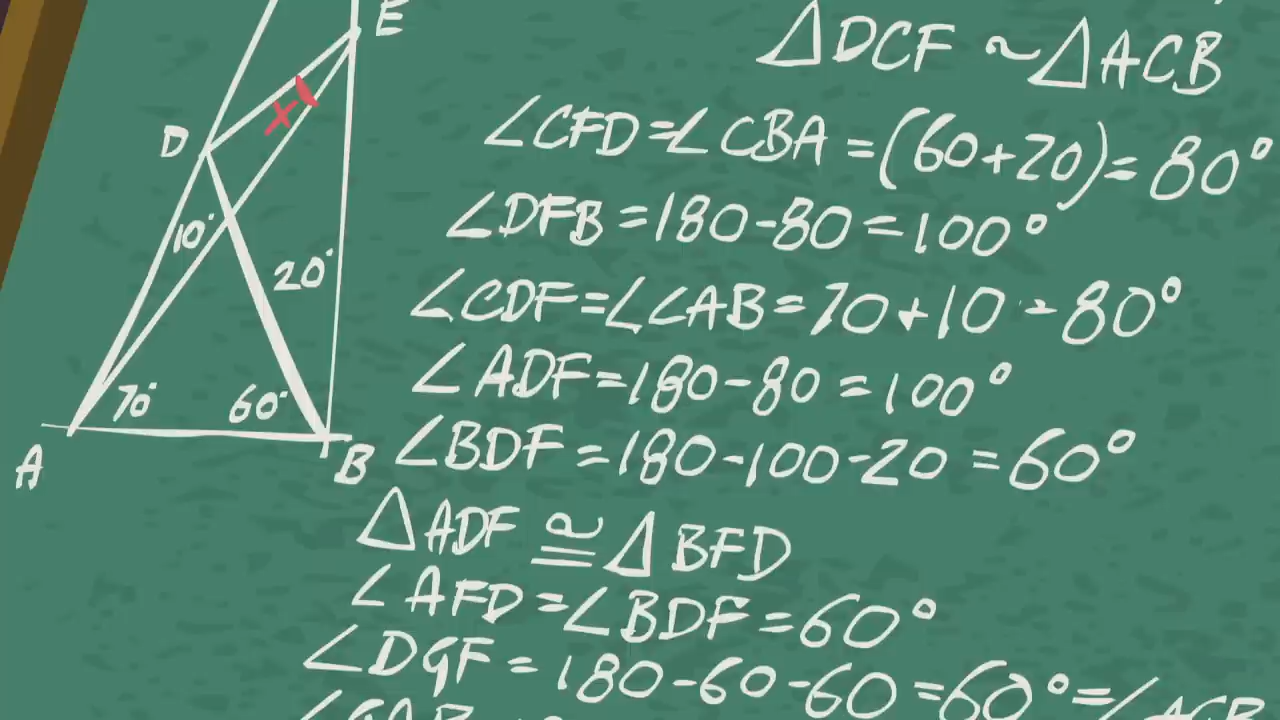 E
△DCF ~△ACB
D
x
∠CFD=∠CBA=(60+20)=80°
10°
∠DFB=180-80=100°
20°
∠CDF=∠CAB=70+10-80°
∠ADF=180-80=100°
70° 60°
A
B
∠BDF=180-100-20=60°
△ADF≅△BFD
∠AFD=∠BDF=60°
∠DGF=180-60-60=60°=∠ACB